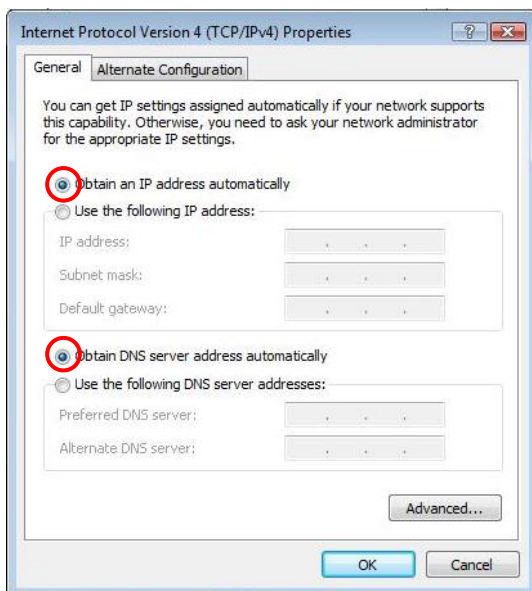 Internet Protocol Version 4 (TCP/IPv4) Properties
General
Alternate Configuration
You can get IP settings assigned automatically if your network supports
this capability. Otherwise, you need to ask your network administrator
for the appropriate IP settings.
Obtain an IP address automatically
Use the following IP address:
IP address:
Subnet mask:
Default gateway:
Obtain DNS server address automatically
Use the following DNS server addresses:
Preferred DNS server:
Alternate DNS server:
Advanced...
OK
Cancel